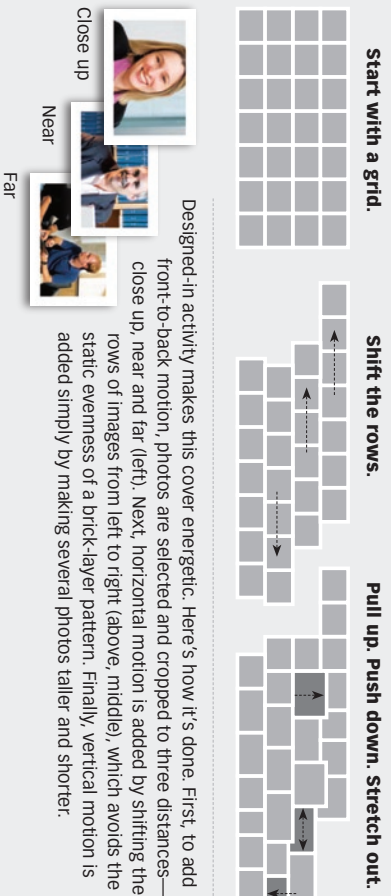 Start with a grid.
Shift the rows.
Pull up. Push down. Stretch out.
Close up
Near
Far
Designed-in activity makes this cover energetic. Here’s how it’s done. First, to add
front-to-back motion, photos are selected and cropped to three distances—
close up, near and far (left). Next, horizontal motion is added by shifting the
rows of images from left to right (above, middle), which avoids the
static evenness of a brick-layer pattern. Finally, vertical motion is
added simply by making several photos taller and shorter.